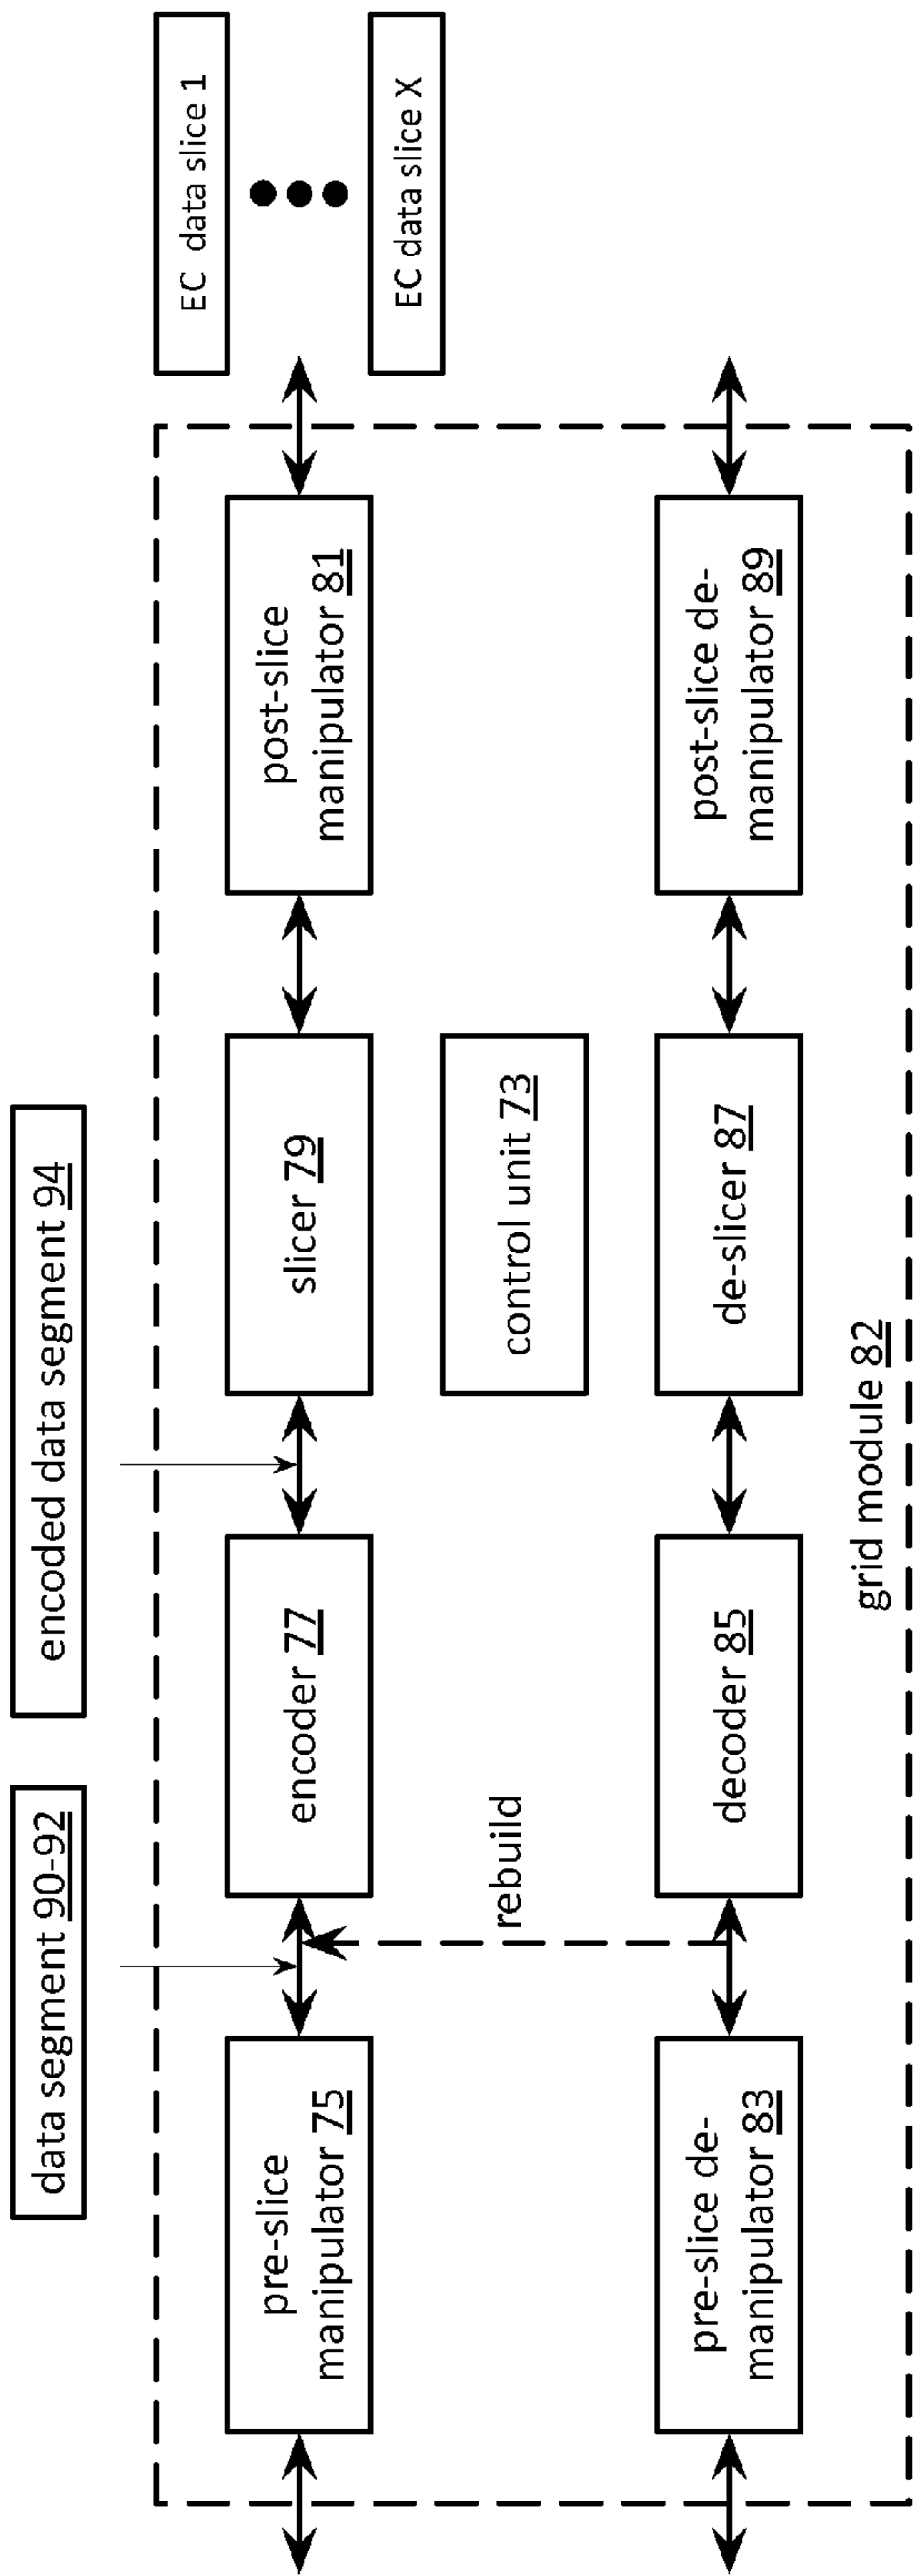 data segment 90-92
encoded data segment 94
EC data slice 1
EC data slice X
pre-slice
manipulator 75
encoder 77
slicer 79
post-slice
manipulator 81
rebuild
control unit 73
pre-slice de-
manipulator 83
decoder 85
de-slicer 87
post-slice de-
manipulator 89
grid module 82